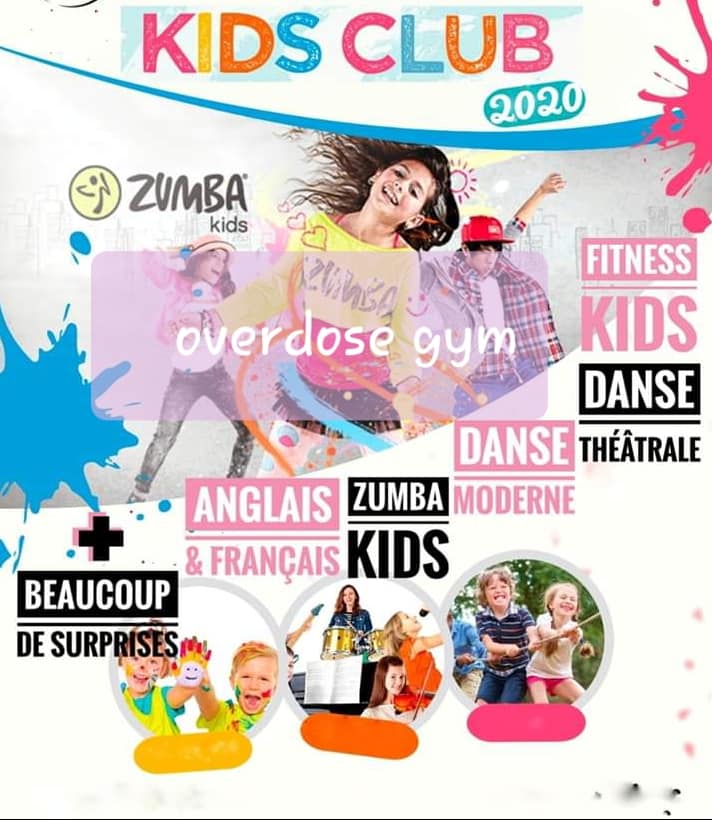 KIDS CLUB
2020
ZUMBA®
kids
ZUMBA
overdose gym
FITNESS
KIDS
DANSE
THÉÂTRALE
DANSE
MODERNE
ZUMBA
KIDS
ANGLAIS
& FRANÇAIS
+
BEAUCOUP
DE SURPRISES